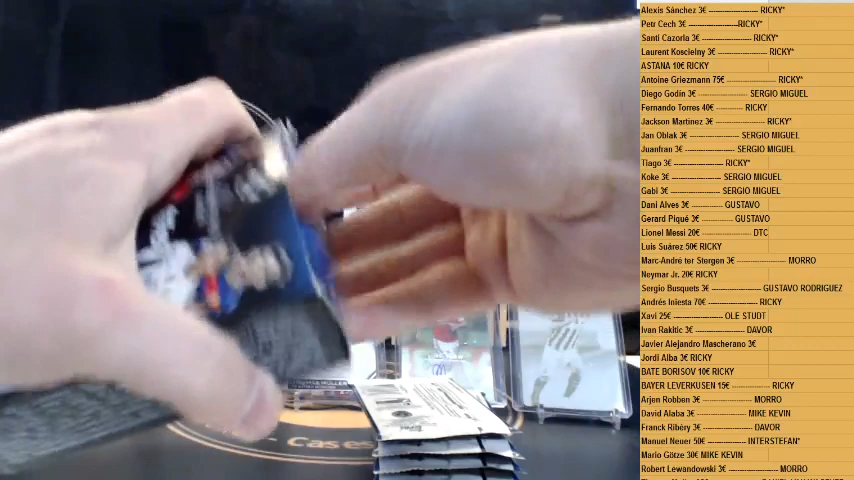 Alexis Sánchez 3€ -------------------- RICKY*
Petr Cech 3€ --------------------RICKY*
Santi Cazorla 3€ -------------------- RICKY*
Laurent Koscielny 3€ -------------------- RICKY*
ASTANA 10€ RICKY
Antoine Griezmann 75€ -------------------- RICKY*
Diego Godín 3€ -------------------- SERGIO MIGUEL
Fernando Torres 40€ ----------- RICKY
Jackson Martínez 3€ -------------------- RICKY*
Jan Oblak 3€ -------------------- SERGIO MIGUEL
Juanfran 3€ -------------------- SERGIO MIGUEL
Tiago 3€ -------------------- RICKY*
Koke 3€ -------------------- SERGIO MIGUEL
Gabi 3€ -------------------- SERGIO MIGUEL
Dani Alves 3€ -------------- GUSTAVO
Gerard Piqué 3€ -------------- GUSTAVO
Lionel Messi 20€ -------------- DTC
Luis Suárez 50€ RICKY
Marc-André ter Stergen 3€ -------------------- MORRO
Neymar Jr. 20€ RICKY
Sergio Busquets 3€ -------------------- GUSTAVO RODRIGUEZ
Andrés Iniesta 70€ -------------------- RICKY
Xavi 25€ -------------------- OLE STUDT
Ivan Rakitic 3€ -------------- DAVOR
Javier Alejandro Mascherano 3€
Jordi Alba 3€ RICKY
BATE BORISOV 10€ RICKY
BAYER LEVERKUSEN 15€ -------------- RICKY
Arjen Robben 3€ -------------------- MORRO
David Alaba 3€ -------------- MIKE KEVIN
Franck Ribéry 3€ -------------- DAVOR
Manuel Neuer 50€ -------------- INTERSTEFAN*
Mario Götze 30€ MIKE KEVIN
Robert Lewandowski 3€ -------------------- MORRO
Cases